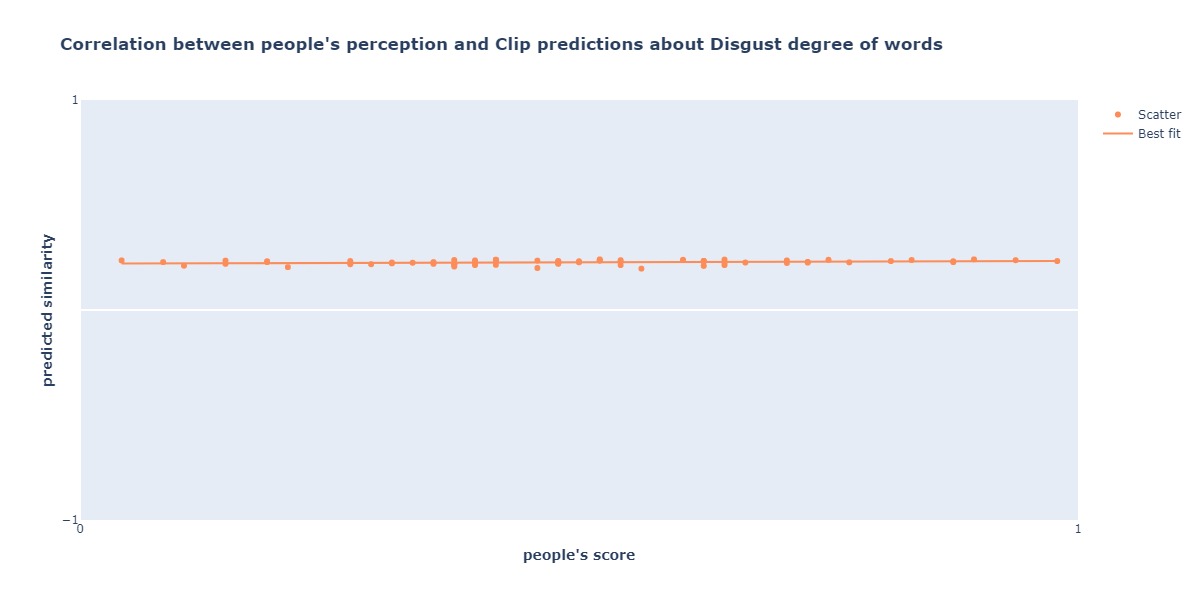 Correlation between people's perception and Clip predictions about Disgust degree of words
1
Scatter
Best fit
predicted similarity
−1
0
1
people's score